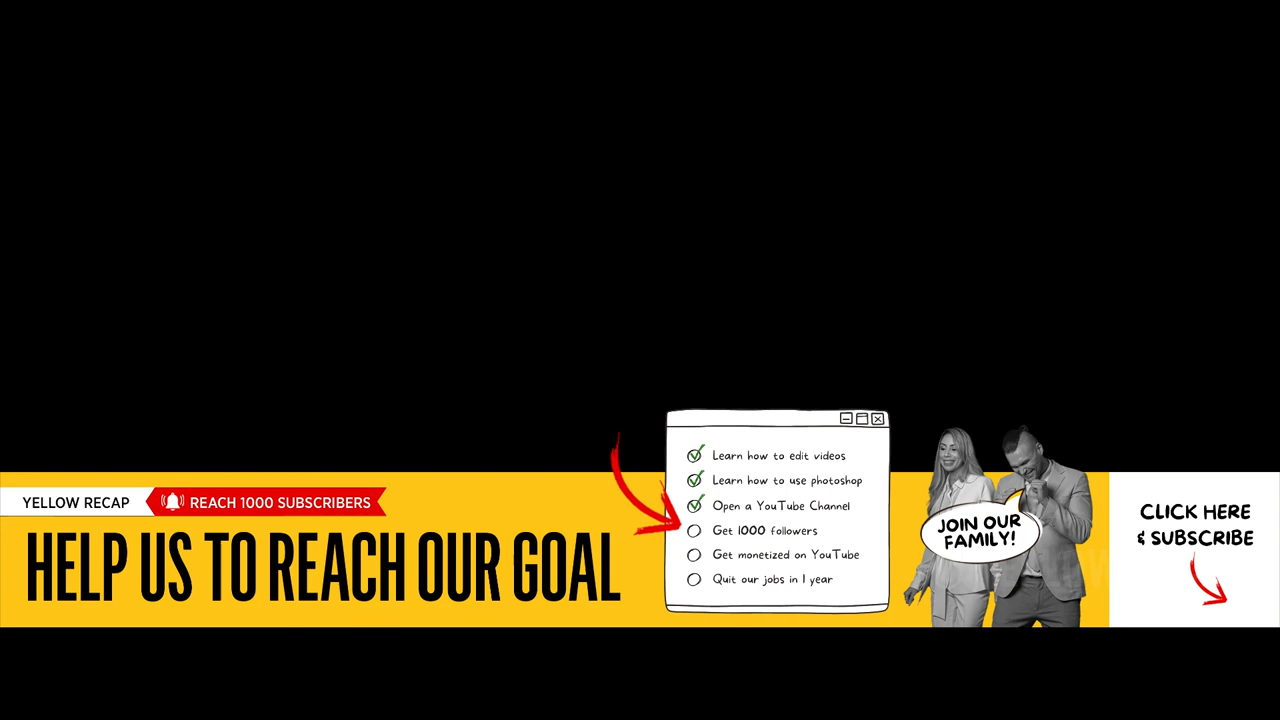 YELLOW RECAP
REACH 1000 SUBSCRIBERS
HELP US TO REACH OUR GOAL
Learn how to edit videos
Learn how to use photoshop
Open a YouTube Channel
Get 1000 followers
Get monetized on YouTube
Quit our jobs in 1 year
JOIN OUR
FAMILY!
CLICK HERE
& SUBSCRIBE